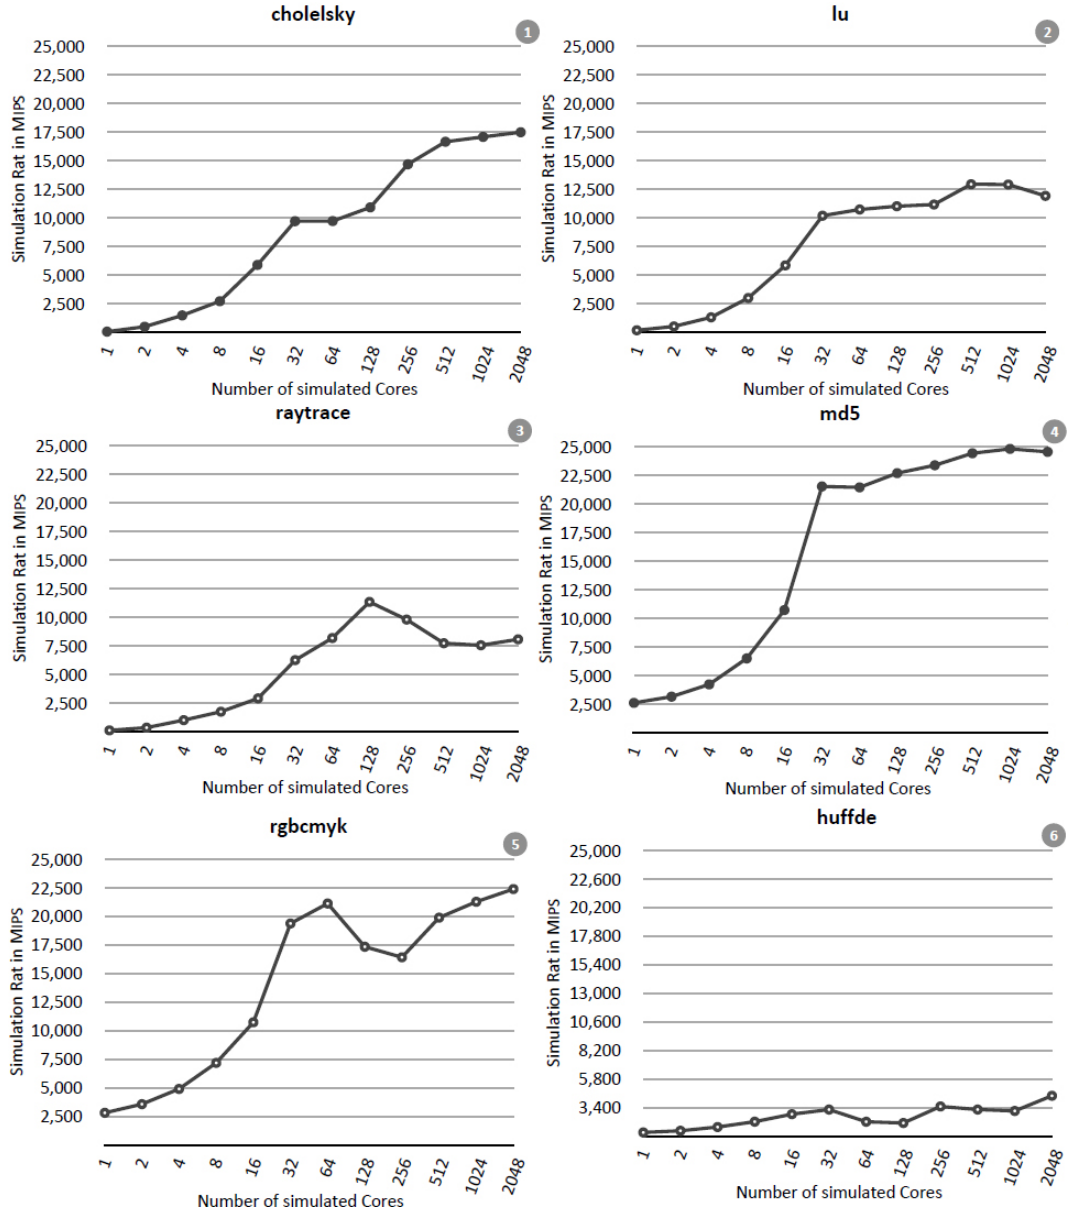 cholelsky
1
25,000
22,500
20,000
17,500
15,000
12,500
10,000
7,500
5,000
2,500
Simulation Rat in MIPS
1 2 4 8 16 32 64 128 256 512 1024 2048
Number of simulated Cores
lu
2
25,000
22,500
20,000
17,500
15,000
12,500
10,000
7,500
5,000
2,500
Simulation Rat in MIPS
1 2 4 8 16 32 64 128 256 512 1024 2048
Number of simulated Cores
raytrace
3
25,000
22,500
20,000
17,500
15,000
12,500
10,000
7,500
5,000
2,500
Simulation Rat in MIPS
1 2 4 8 16 32 64 128 256 512 1024 2048
Number of simulated Cores
md5
4
25,000
22,500
20,000
17,500
15,000
12,500
10,000
7,500
5,000
2,500
Simulation Rat in MIPS
1 2 4 8 16 32 64 128 256 512 1024 2048
Number of simulated Cores
rgbcmyk
5
25,000
22,500
20,000
17,500
15,000
12,500
10,000
7,500
5,000
2,500
Simulation Rat in MIPS
1 2 4 8 16 32 64 128 256 512 1024 2048
Number of simulated Cores
huffde
6
25,000
22,600
20,200
17,800
15,400
13,000
10,600
8,200
5,800
3,400
Simulation Rat in MIPS
1 2 4 8 16 32 64 128 256 512 1024 2048
Number of simulated Cores